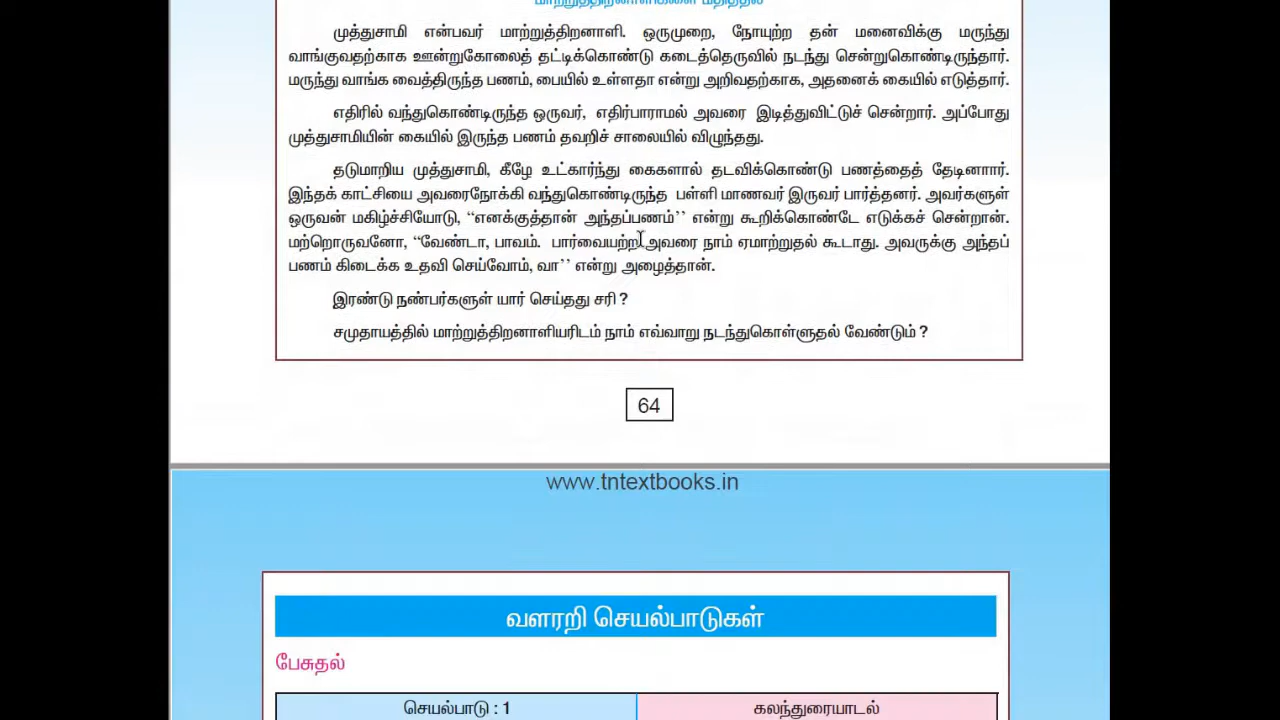 மாற்றுத்திறனாளிகளை மதித்தல்
முத்துசாமி என்பவர் மாற்றுத்திறனாளி. ஒருமுறை, நோயுற்ற தன் மனைவிக்கு மருந்து
வாங்குவதற்காக ஊன்றுகோலைத் தட்டிக்கொண்டு கடைத்தெருவில் நடந்து சென்றுகொண்டிருந்தார்.
மருந்து வாங்க வைத்திருந்த பணம், பையில் உள்ளதா என்று அறிவதற்காக, அதனைக் கையில் எடுத்தார்.
எதிரில் வந்துகொண்டிருந்த ஒருவர், எதிர்பாராமல் அவரை இடித்துவிட்டுச் சென்றார். அப்போது
முத்துசாமியின் கையில் இருந்த பணம் தவறிச் சாலையில் விழுந்தது.
தடுமாறிய முத்துசாமி, கீழே உட்கார்ந்து கைகளால் தடவிக்கொண்டு பணத்தைத் தேடினாார்.
இந்தக் காட்சியை அவரைநோக்கி வந்துகொண்டிருந்த பள்ளி மாணவர் இருவர் பார்த்தனர். அவர்களுள்
ஒருவன் மகிழ்ச்சியோடு, “எனக்குத்தான் அந்தப்பணம்’’ என்று கூறிக்கொண்டே எடுக்கச் சென்றான்.
மற்றொருவனோ, “வேண்டா, பாவம். பார்வையற்ற அவரை நாம் ஏமாற்றுதல் கூடாது. அவருக்கு அந்தப்
பணம் கிடைக்க உதவி செய்வோம், வா’’ என்று அழைத்தான்.
இரண்டு நண்பர்களுள் யார் செய்தது சரி ?
சமுதாயத்தில் மாற்றுத்திறனாளியரிடம் நாம் எவ்வாறு நடந்துகொள்ளுதல் வேண்டும் ?
64
www.tntextbooks.in
வளரறி செயல்பாடுகள்
பேசுதல்
செயல்பாடு : 1 கலந்துரையாடல்